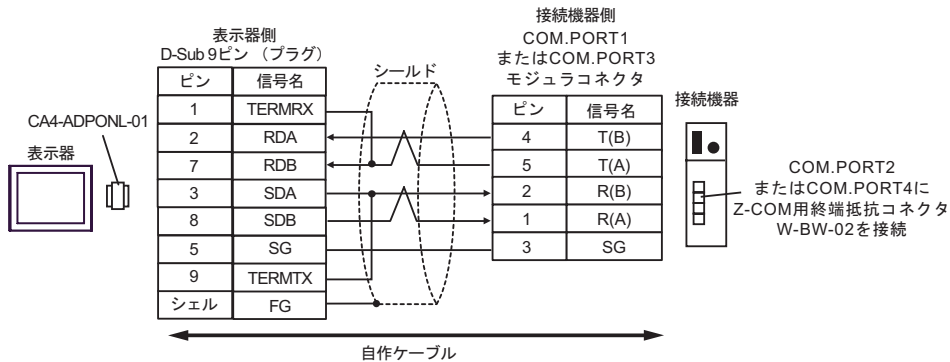 表示器側
D-Sub 9ピン （プラグ）
ピン 信号名
1 TERMRX
2 RDA
7 RDB
3 SDA
8 SDB
5 SG
9 TERMTX
シェル FG
CA4-ADPONL-01
表示器
シールド
接続機器側
COM.PORT1
またはCOM.PORT3
モジュラコネクタ
ピン 信号名
4 T(B)
5 T(A)
2 R(B)
1 R(A)
3 SG
接続機器
COM.PORT2
またはCOM.PORT4に
Z-COM用終端抵抗コネクタ
W-BW-02を接続
自作ケーブル